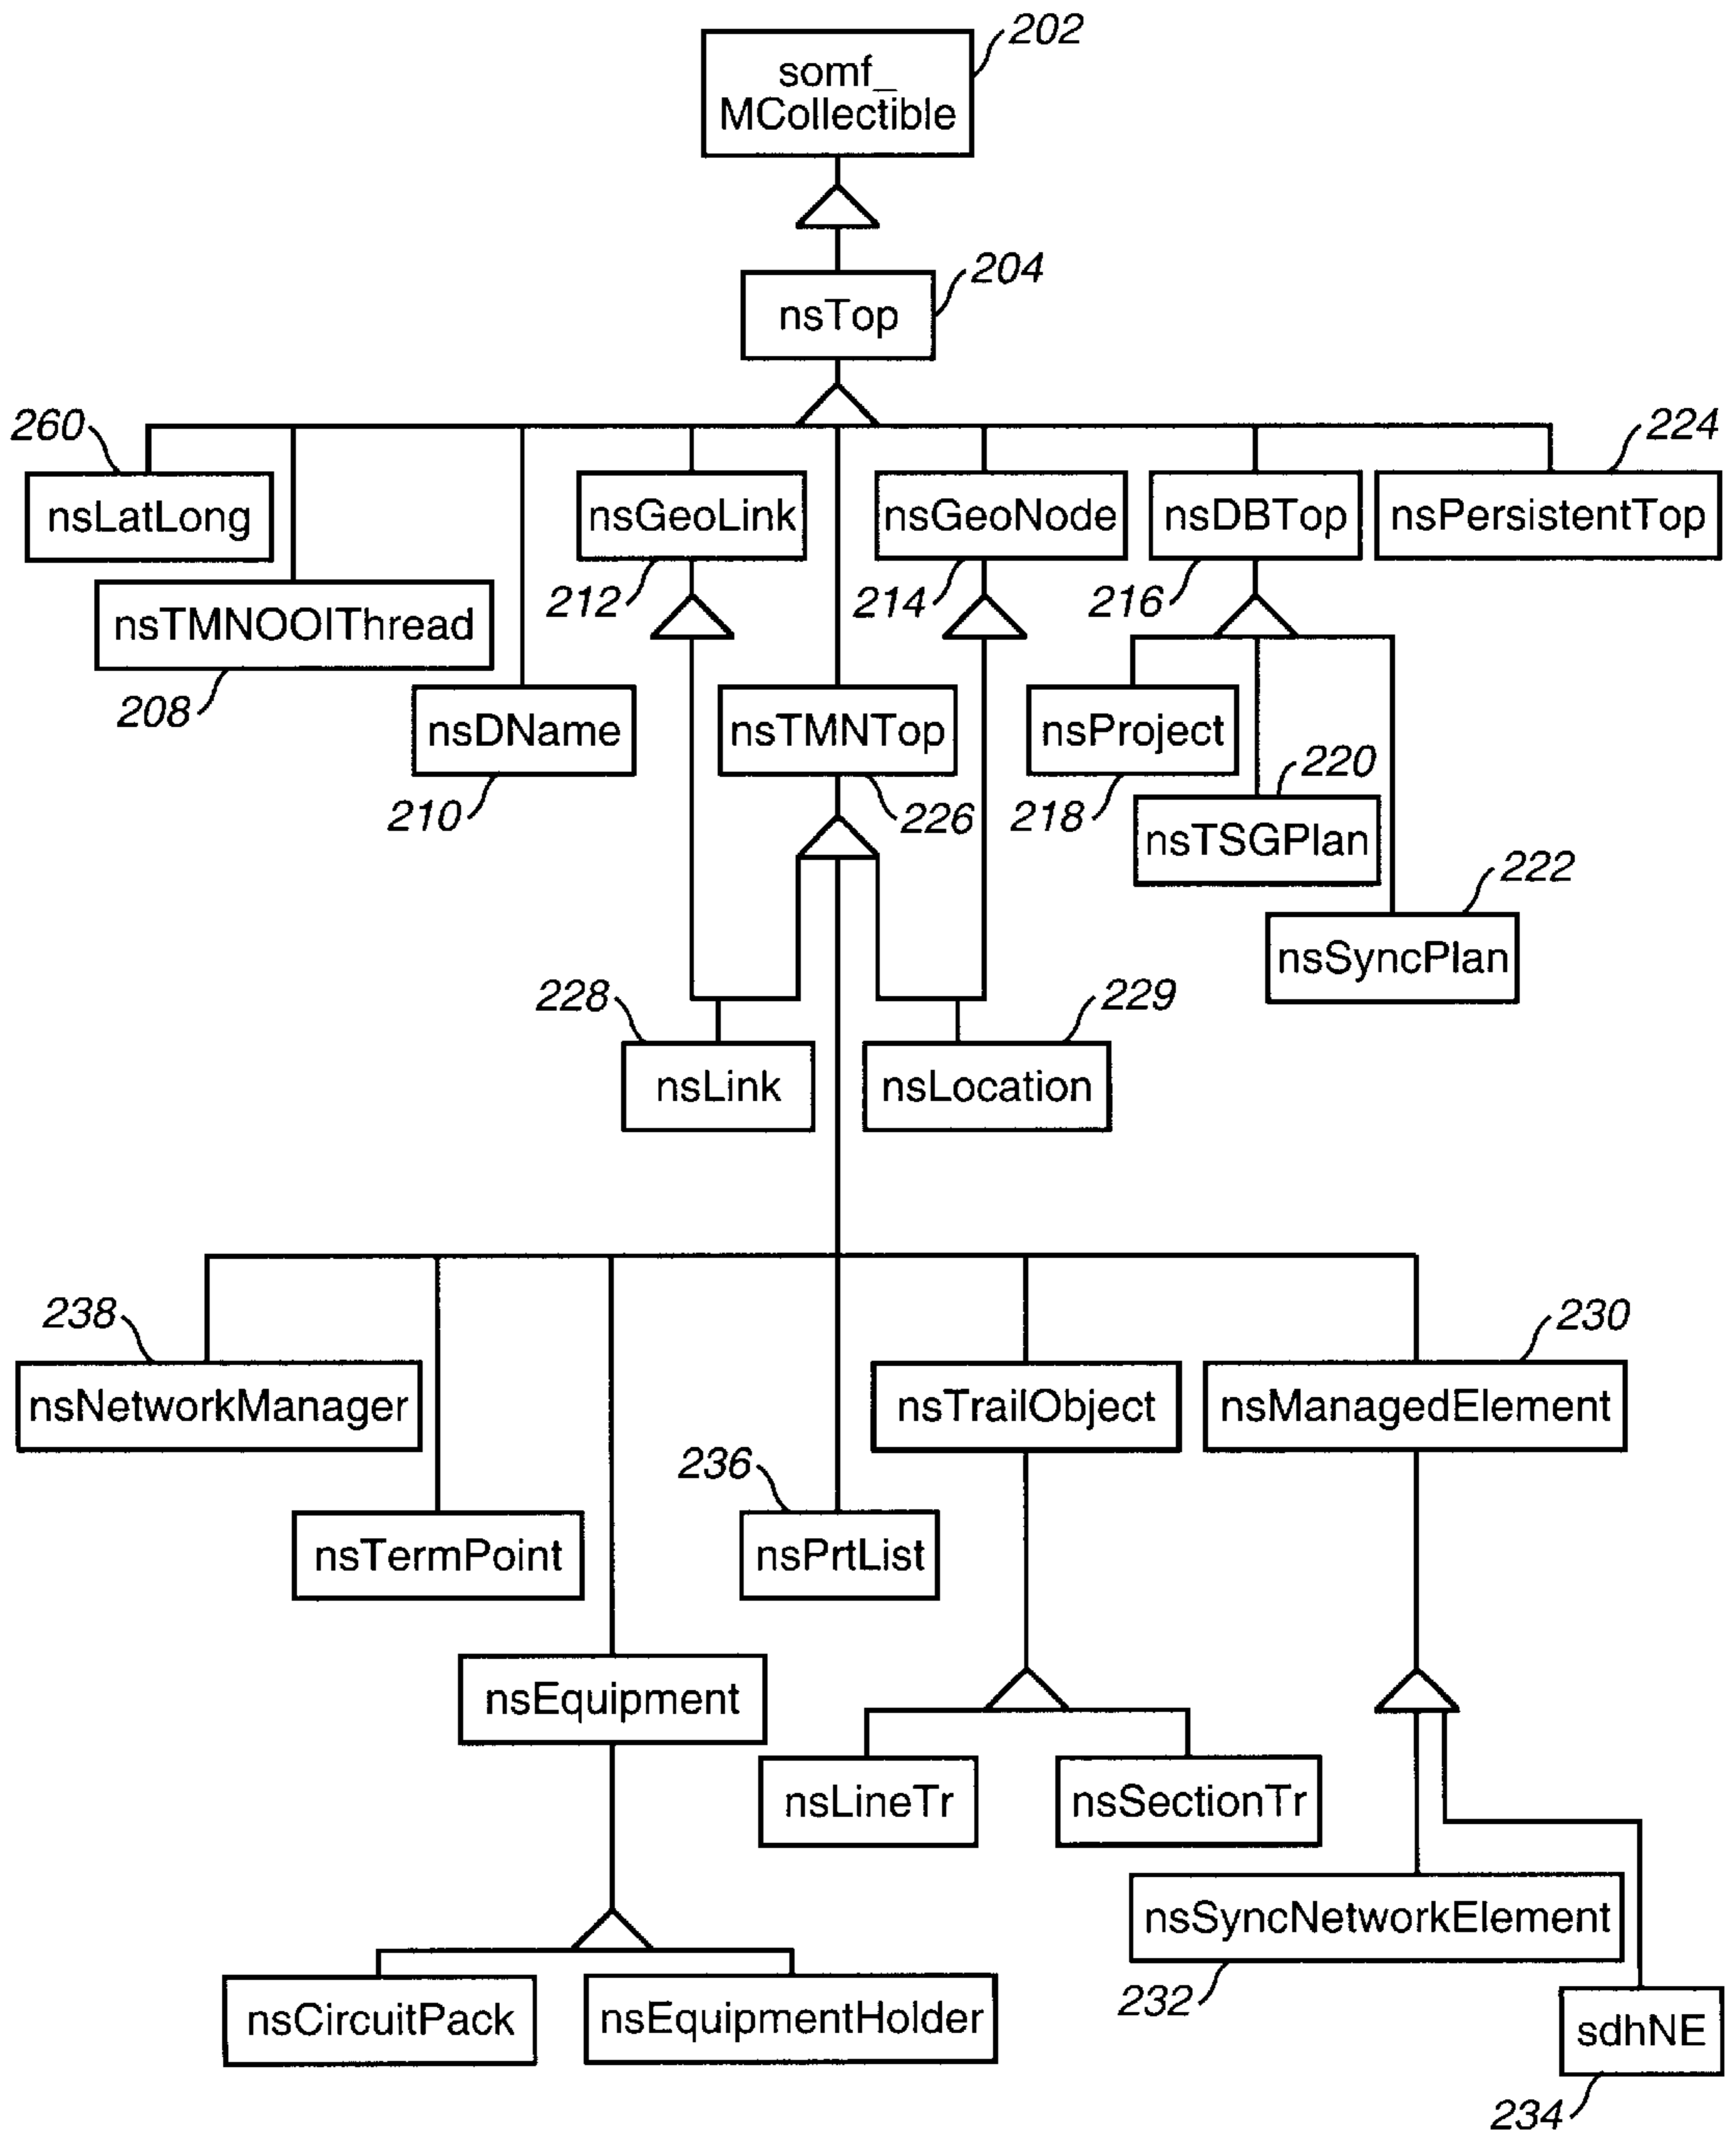 202
somf_
MCollectible
204
nsTop
260
224
nsLatLong
nsGeoLink
nsGeoNode
nsDBTop
nsPersistentTop
212
214
216
nsTMNOOIThread
208
nsDName
nsTMNTop
nsProject
220
210
226
218
nsTSGPlan
222
nsSyncPlan
228
229
nsLink
nsLocation
238
230
nsNetworkManager
nsTrailObject
nsManagedElement
236
nsTermPoint
nsPrtList
nsEquipment
nsLineTr
nsSectionTr
nsSyncNetworkElement
232
nsCircuitPack
nsEquipmentHolder
sdhNE
234